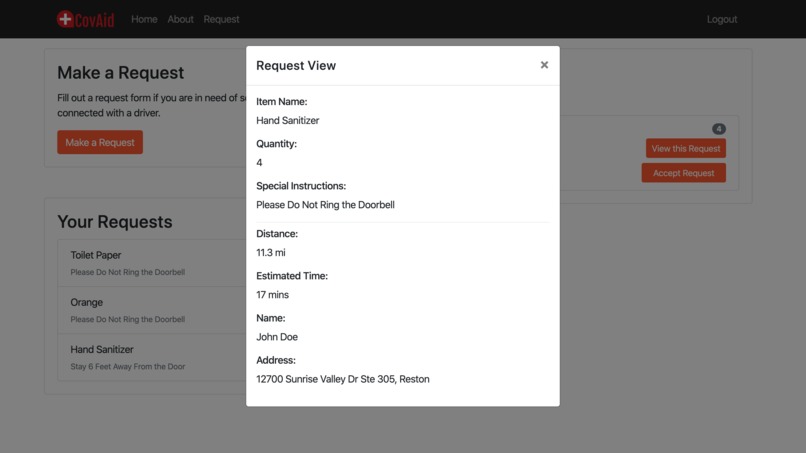 CovAid
Home
About
Request
Logout
Make a Request
Fill out a request form if you are in need of
connected with a driver.
Make a Request
Your Requests
Toilet Paper
Please Do Not Ring the Doorbell
Orange
Please Do Not Ring the Doorbell
Hand Sanitizer
Stay 6 Feet Away From the Door
Request View
×
Item Name:
Hand Sanitizer
Quantity:
4
Special Instructions:
Please Do Not Ring the Doorbell
Distance:
11.3 mi
Estimated Time:
17 mins
Name:
John Doe
Address:
12700 Sunrise Valley Dr Ste 305, Reston
4
View this Request
Accept Request